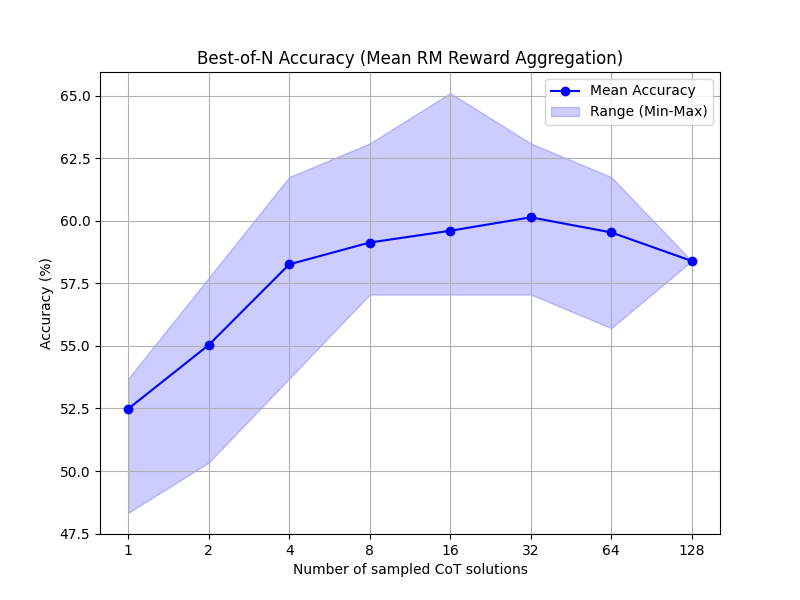 Best-of-N Accuracy (Mean RM Reward Aggregation)
Mean Accuracy
Range (Min-Max)
Accuracy (%)
65.0
62.5
60.0
57.5
55.0
52.5
50.0
47.5
1 2 4 8 16 32 64 128
Number of sampled CoT solutions